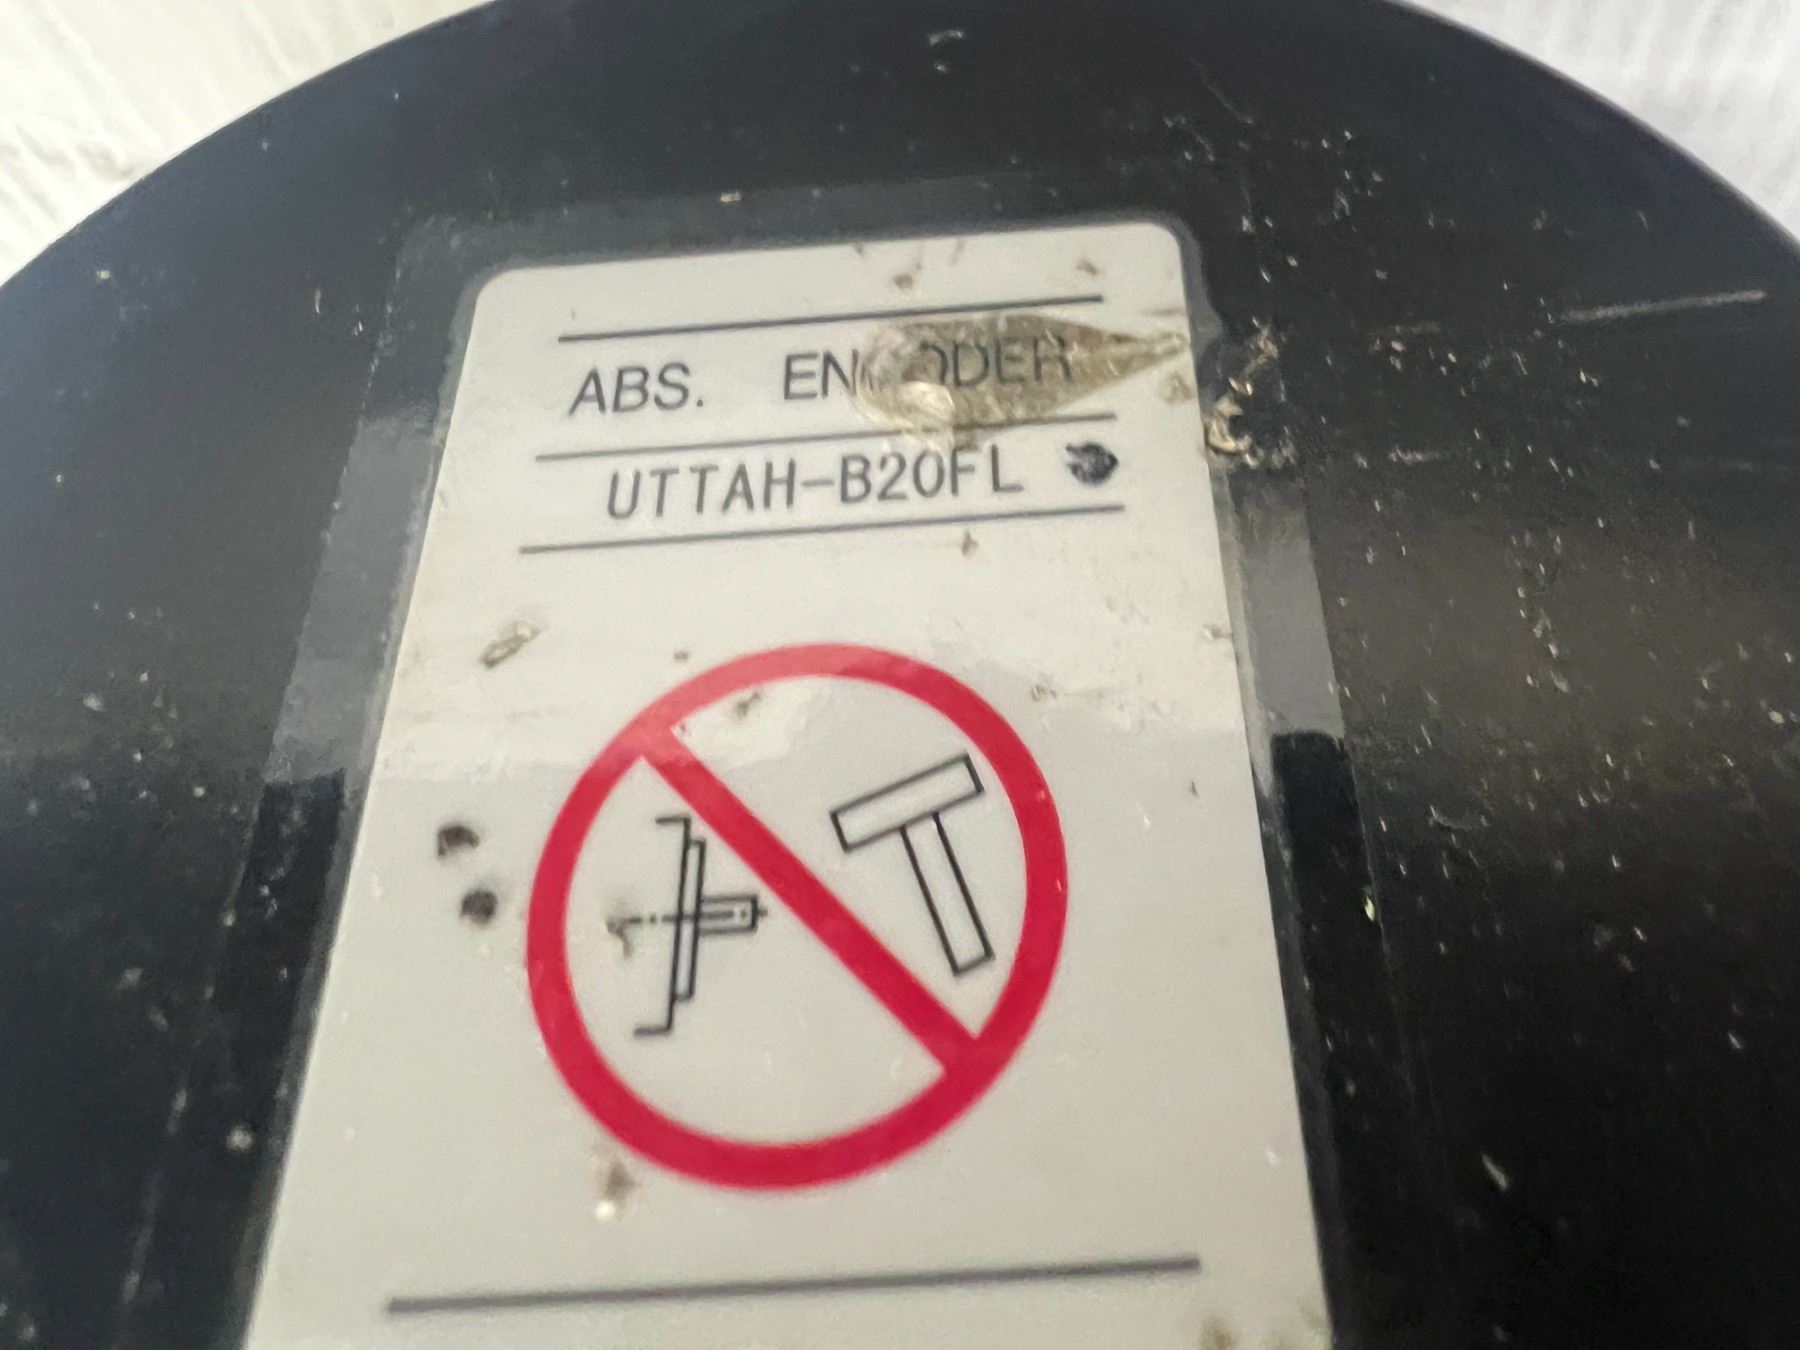 ABS. ENCODER
UTTAH-B20FL